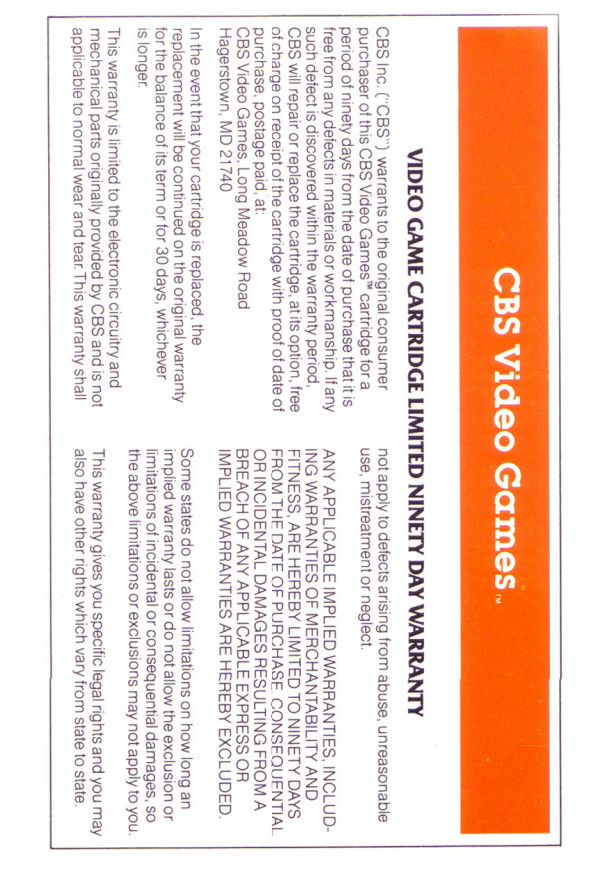 CBS Video Games™
VIDEO GAME CARTRIDGE LIMITED NINETY DAY WARRANTY
CBS Inc. ("CBS") warrants to the original consumer
purchaser of this CBS Video Games™ cartridge for a
period of ninety days from the date of purchase that it is
free from any defects in materials or workmanship. If any
such defect is discovered within the warranty period,
CBS will repair or replace the cartridge, at its option, free
of charge on receipt of the cartridge with proof of date of
purchase, postage paid, at:
CBS Video Games, Long Meadow Road
Hagerstown, MD 21740
In the event that your cartridge is replaced, the
replacement will be continued on the original warranty
for the balance of its term or for 30 days, whichever
is longer.
This warranty is limited to the electronic circuitry and
mechanical parts originally provided by CBS and is not
applicable to normal wear and tear. This warranty shall
not apply to defects arising from abuse, unreasonable
use, mistreatment or neglect.
ANY APPLICABLE IMPLIED WARRANTIES, INCLUD-
ING WARRANTIES OF MERCHANTABILITY AND
FITNESS, ARE HEREBY LIMITED TO NINETY DAYS
FROM THE DATE OF PURCHASE. CONSEQUENTIAL
OR INCIDENTAL DAMAGES RESULTING FROM A
BREACH OF ANY APPLICABLE EXPRESS OR
IMPLIED WARRANTIES ARE HEREBY EXCLUDED.
Some states do not allow limitations on how long an
implied warranty lasts or do not allow the exclusion or
limitations of incidental or consequential damages, so
the above limitations or exclusions may not apply to you.
This warranty gives you specific legal rights and you may
also have other rights which vary from state to state.